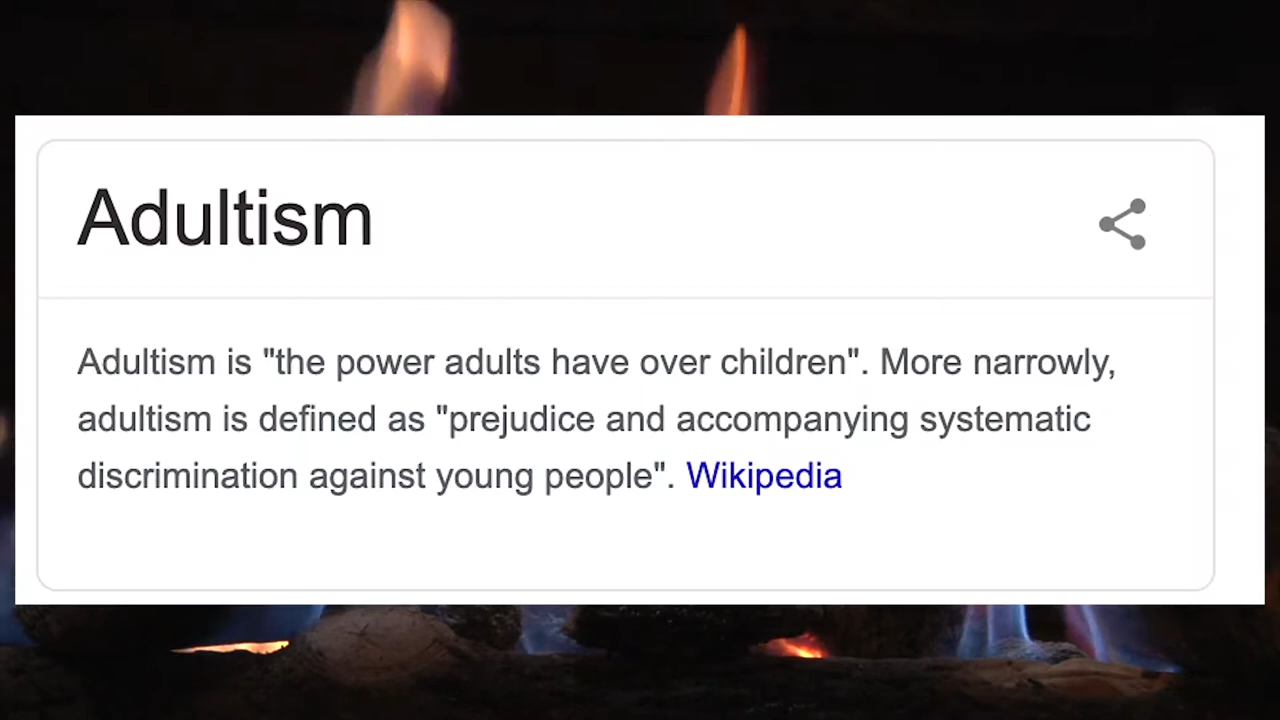 Adultism
Adultism is "the power adults have over children". More narrowly,
adultism is defined as "prejudice and accompanying systematic
discrimination against young people". Wikipedia